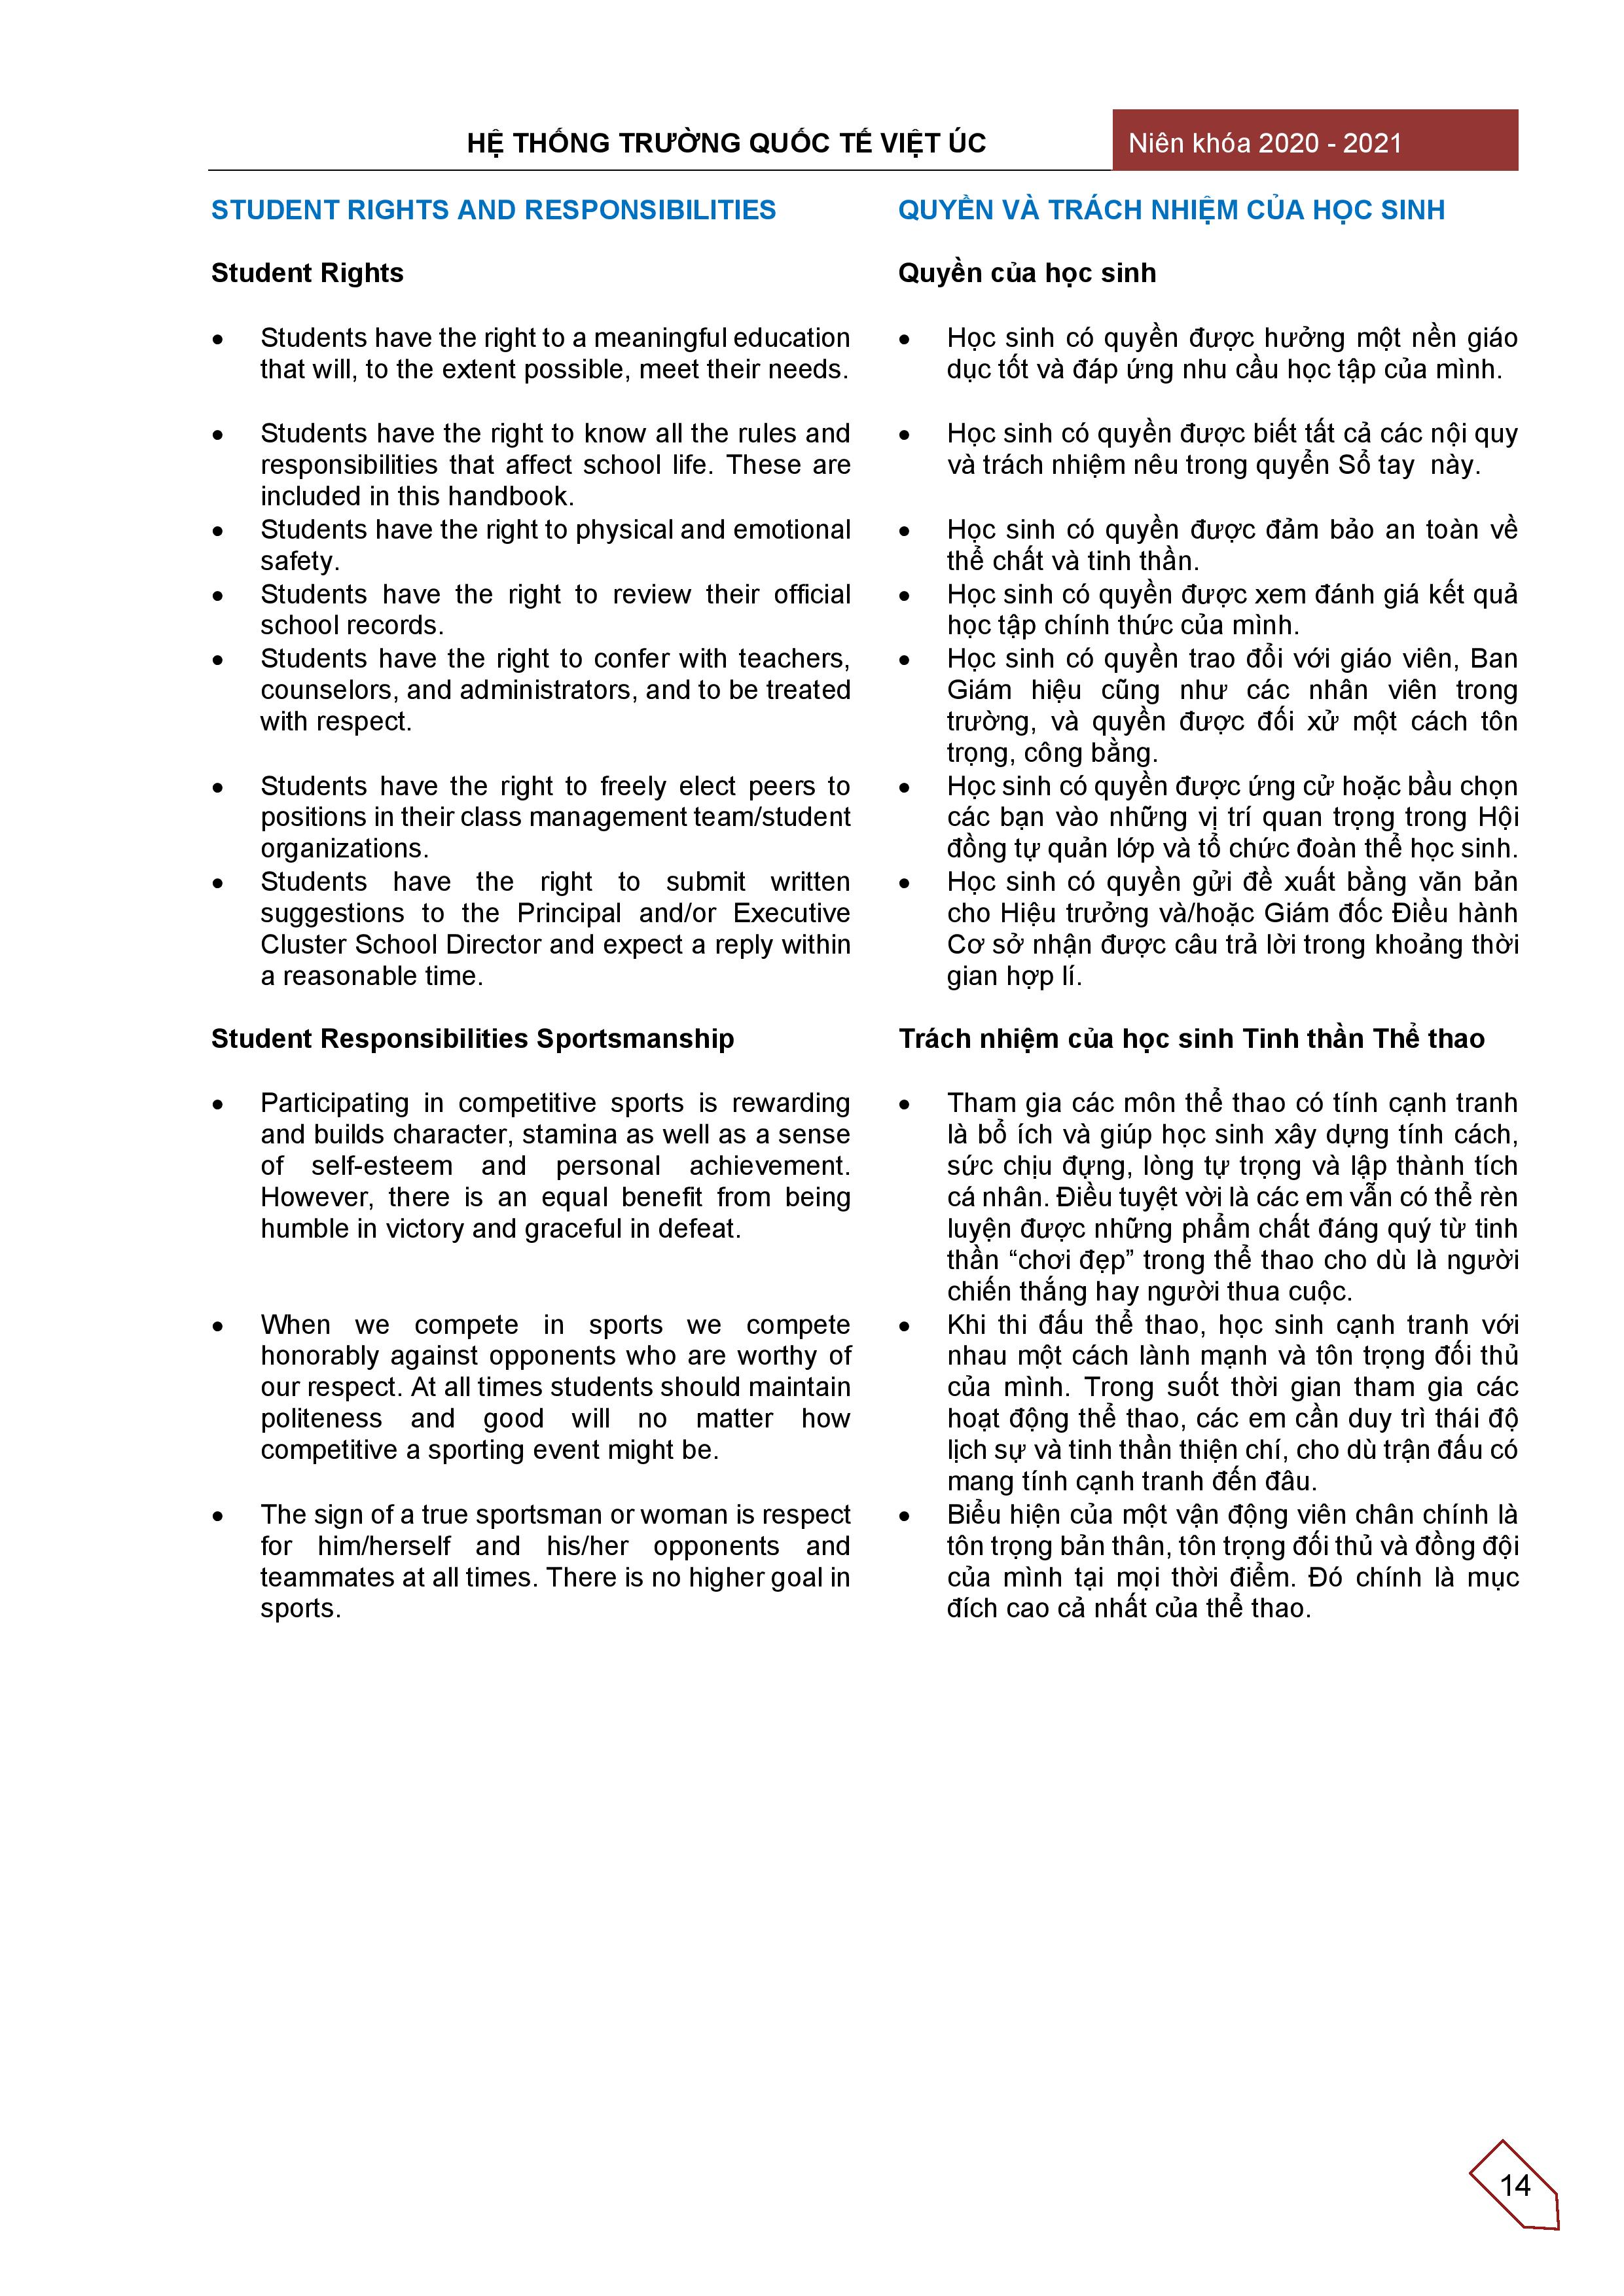 HỆ THỐNG TRƯỜNG QUỐC TẾ VIỆT ÚC
Niên khóa 2020 - 2021
STUDENT RIGHTS AND RESPONSIBILITIES
Student Rights
• Students have the right to a meaningful education
that will, to the extent possible, meet their needs.
• Students have the right to know all the rules and
responsibilities that affect school life. These are
included in this handbook.
• Students have the right to physical and emotional
safety.
• Students have the right to review their official
school records.
• Students have the right to confer with teachers,
counselors, and administrators, and to be treated
with respect.
• Students have the right to freely elect peers to
positions in their class management team/student
organizations.
• Students have the right to submit written
suggestions to the Principal and/or Executive
Cluster School Director and expect a reply within
a reasonable time.
Student Responsibilities Sportsmanship
• Participating in competitive sports is rewarding
and builds character, stamina as well as a sense
of self-esteem and personal achievement.
However, there is an equal benefit from being
humble in victory and graceful in defeat.
• When we compete in sports we compete
honorably against opponents who are worthy of
our respect. At all times students should maintain
politeness and good will no matter how
competitive a sporting event might be.
• The sign of a true sportsman or woman is respect
for him/herself and his/her opponents and
teammates at all times. There is no higher goal in
sports.
QUYỀN VÀ TRÁCH NHIỆM CỦA HỌC SINH
Quyền của học sinh
• Học sinh có quyền được hưởng một nền giáo
dục tốt và đáp ứng nhu cầu học tập của mình.
• Học sinh có quyền được biết tất cả các nội quy
và trách nhiệm nêu trong quyển Sổ tay  này.
• Học sinh có quyền được đảm bảo an toàn về
thể chất và tinh thần.
• Học sinh có quyền được xem đánh giá kết quả
học tập chính thức của mình.
• Học sinh có quyền trao đổi với giáo viên, Ban
Giám hiệu cũng như các nhân viên trong
trường, và quyền được đối xử một cách tôn
trọng, công bằng.
• Học sinh có quyền được ứng cử hoặc bầu chọn
các bạn vào những vị trí quan trọng trong Hội
đồng tự quản lớp và tổ chức đoàn thể học sinh.
• Học sinh có quyền gửi đề xuất bằng văn bản
cho Hiệu trưởng và/hoặc Giám đốc Điều hành
Cơ sở nhận được câu trả lời trong khoảng thời
gian hợp lí.
Trách nhiệm của học sinh Tinh thần Thể thao
• Tham gia các môn thể thao có tính cạnh tranh
là bổ ích và giúp học sinh xây dựng tính cách,
sức chịu đựng, lòng tự trọng và lập thành tích
cá nhân. Điều tuyệt vời là các em vẫn có thể rèn
luyện được những phẩm chất đáng quý từ tinh
thần “chơi đẹp” trong thể thao cho dù là người
chiến thắng hay người thua cuộc.
• Khi thi đấu thể thao, học sinh cạnh tranh với
nhau một cách lành mạnh và tôn trọng đối thủ
của mình. Trong suốt thời gian tham gia các
hoạt động thể thao, các em cần duy trì thái độ
lịch sự và tinh thần thiện chí, cho dù trận đấu có
mang tính cạnh tranh đến đâu.
• Biểu hiện của một vận động viên chân chính là
tôn trọng bản thân, tôn trọng đối thủ và đồng đội
của mình tại mọi thời điểm. Đó chính là mục
đích cao cả nhất của thể thao.
14